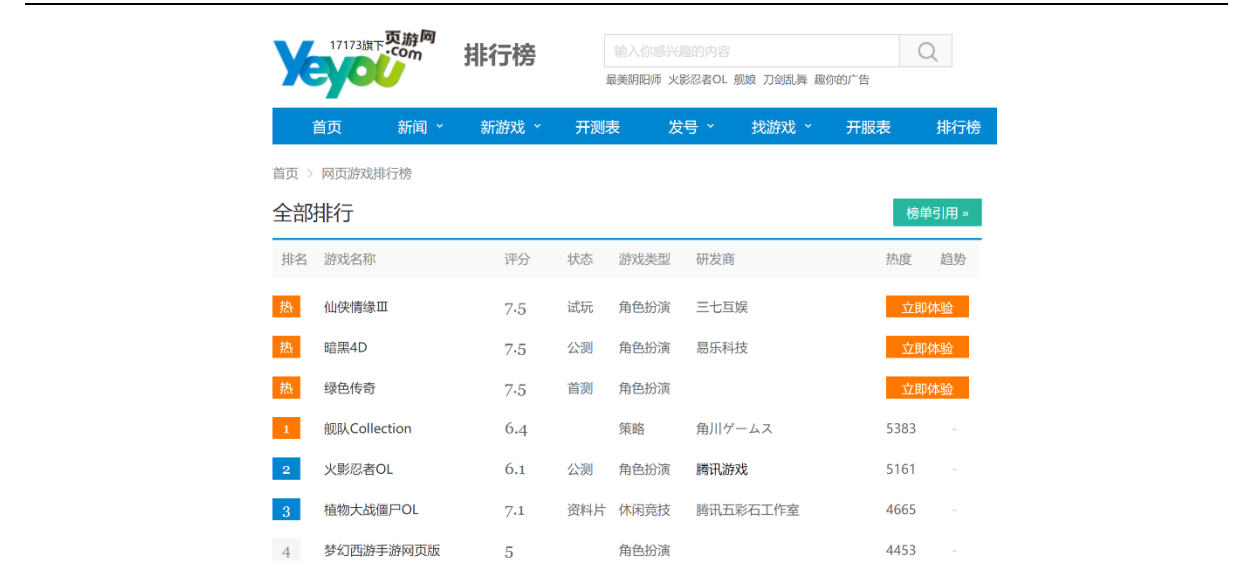 Yeyou 17173旗下 页游网 .com 排行榜 输入你感兴趣的内容
最美阴阳师 火影忍者OL 舰娘 刀剑乱舞 趣你的广告
首页 新闻 新游戏 开测表 发号 找游戏 开服表 排行榜
首页 > 网页游戏排行榜
全部排行 榜单引用 »
排名 游戏名称 评分 状态 游戏类型 研发商 热度 趋势
热 仙侠情缘Ⅲ 7.5 试玩 角色扮演 三七互娱 立即体验
热 暗黑4D 7.5 公测 角色扮演 易乐科技 立即体验
热 绿色传奇 7.5 首测 角色扮演 立即体验
1 舰队Collection 6.4 策略 角川ゲームス 5383 -
2 火影忍者OL 6.1 公测 角色扮演 腾讯游戏 5161 -
3 植物大战僵尸OL 7.1 资料片 休闲竞技 腾讯五彩石工作室 4665 -
4 梦幻西游手游网页版 5 角色扮演 4453 -